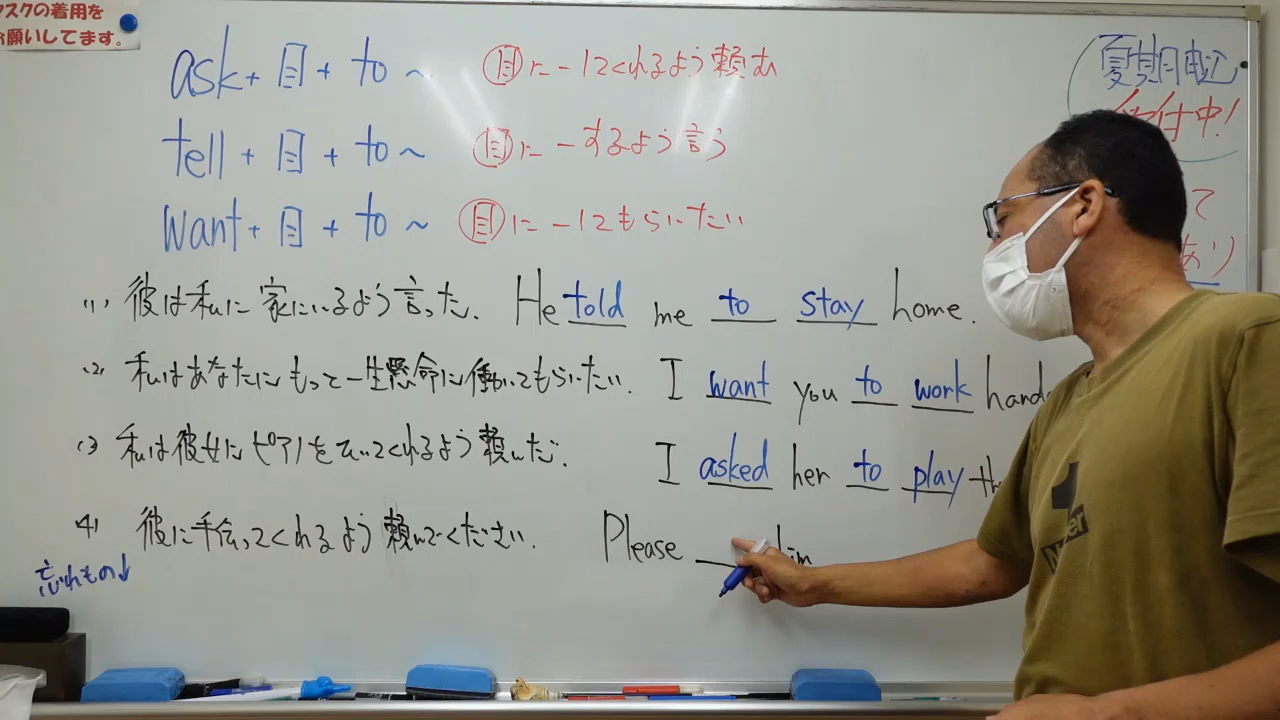 マスクの着用を
お願いしてます。
夏期申込
受付中!
ask + 目 + to ~ 目に~してくれるよう頼む
tell + 目 + to ~ 目に~するよう言う
want + 目 + to ~ 目に~してもらいたい
て
あり
(1) 彼は私に家にいるよう言った. He told me to stay home.
(2) 私はあなたにもって一生懸命に働いてもらいたい. I want you to work hard
(3) 私は彼女にピアノをひいてくれるよう頼んだ. I asked her to play th
(4) 彼に手伝ってくれるよう頼んでください. Please him
忘れもの↓